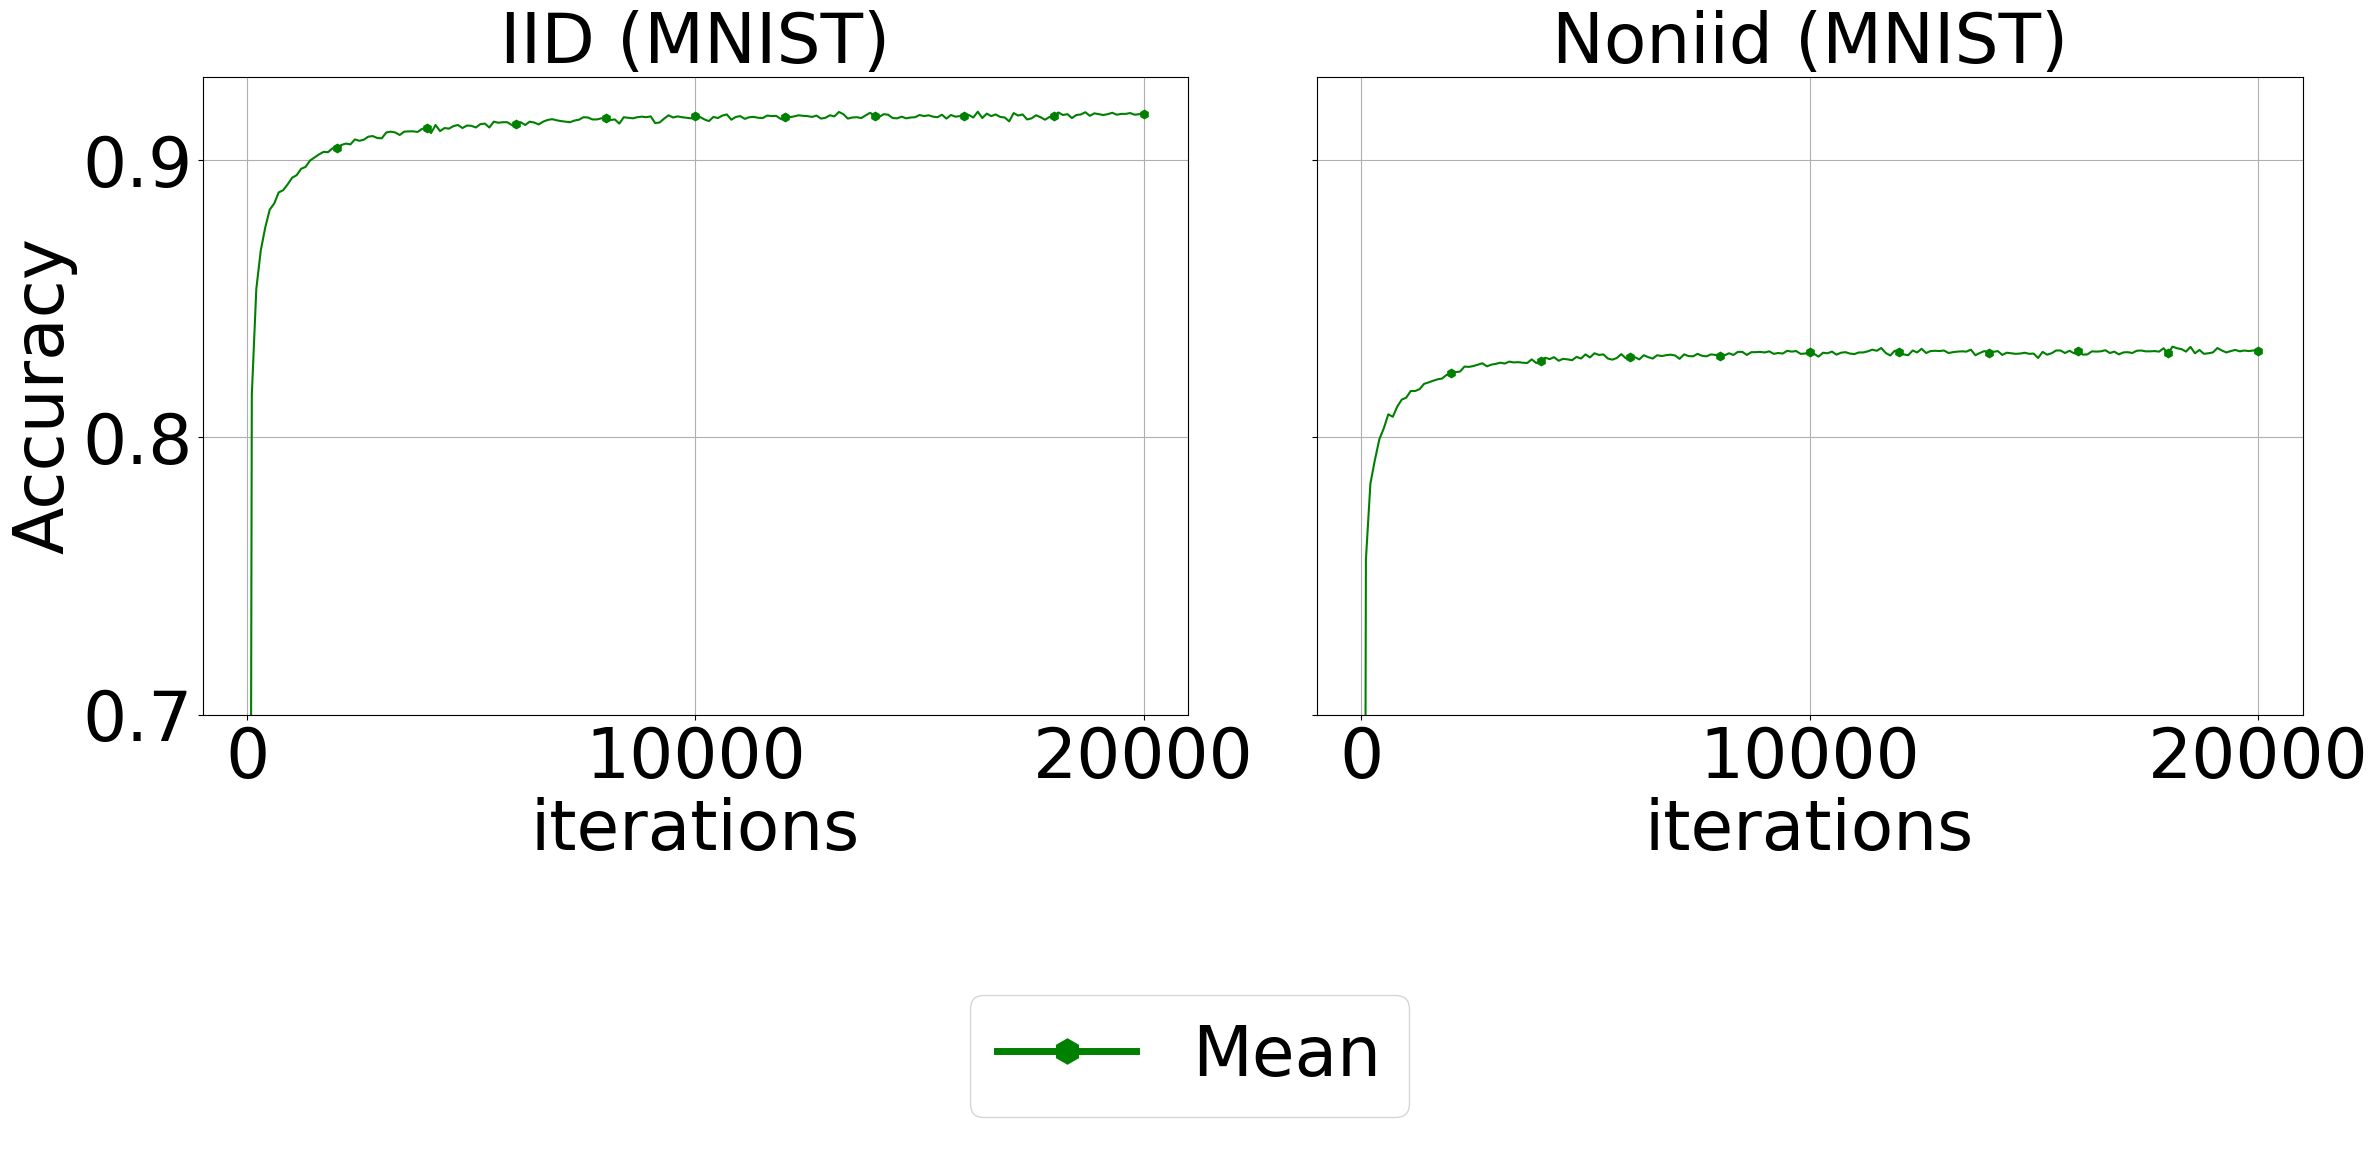 IID (MNIST)
Noniid (MNIST)
Accuracy
0.9
0.8
0.7
0 10000 20000
0 10000 20000
iterations
iterations
Mean